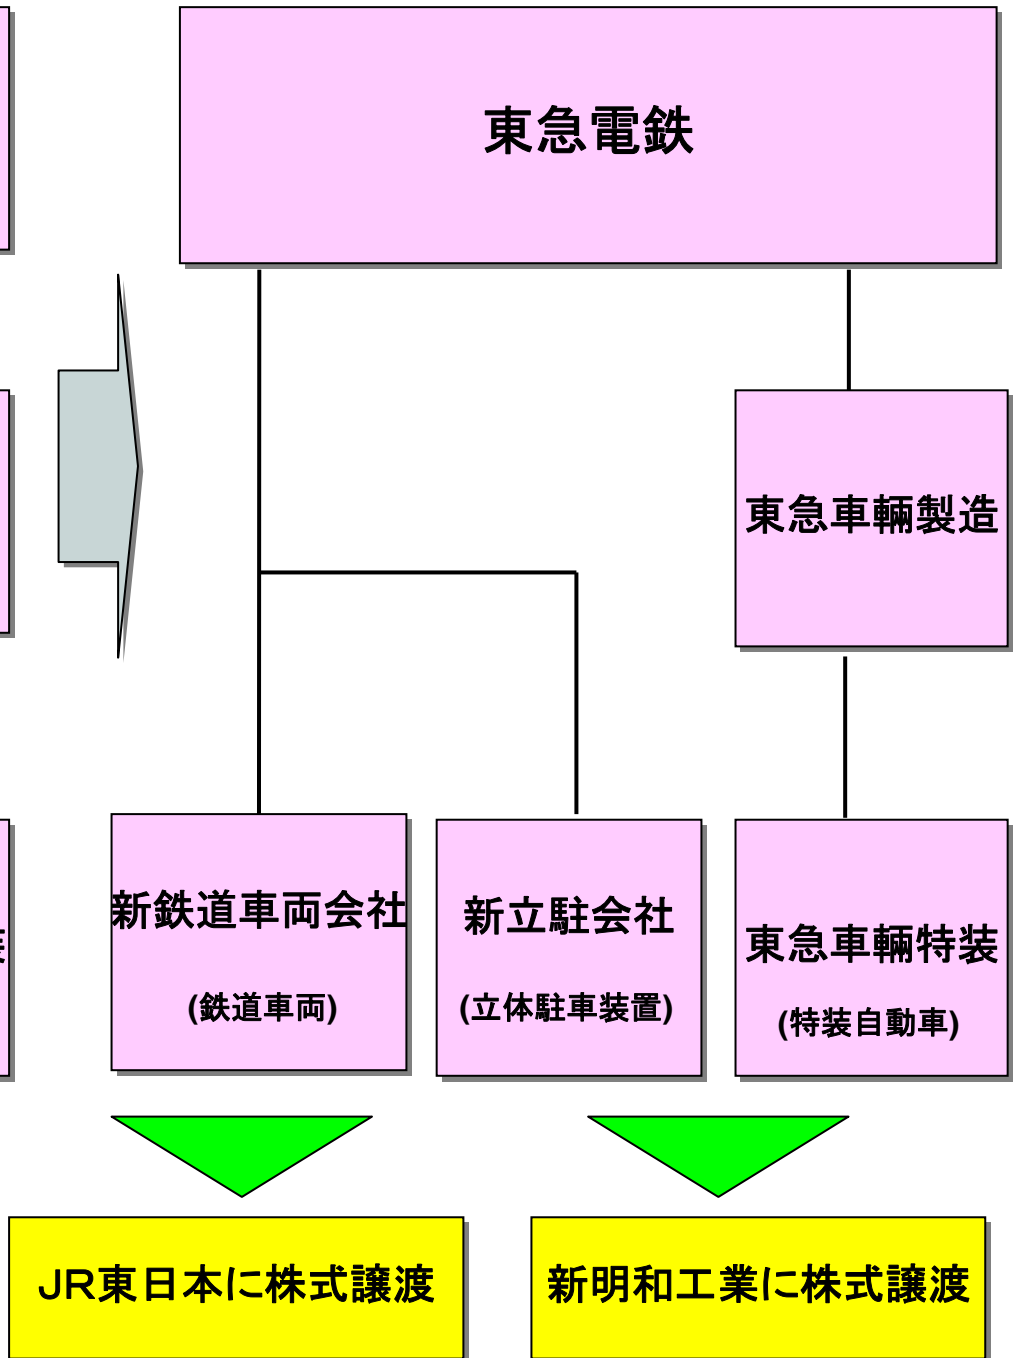 東急電鉄
東急車輛製造
新鉄道車両会社
(鉄道車両)
新立駐会社
(立体駐車装置)
東急車輛特装
(特装自動車)
JR東日本に株式譲渡
新明和工業に株式譲渡